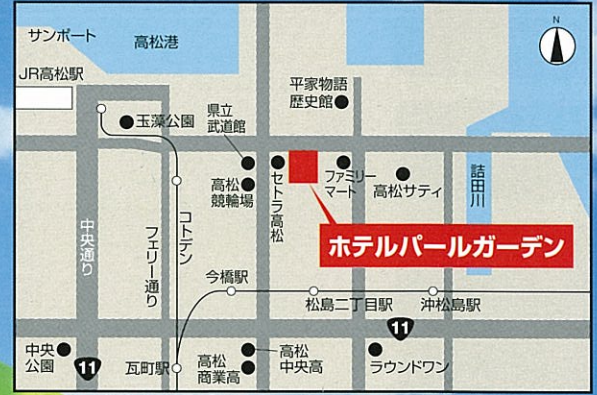 サンポート
高松港
N
JR高松駅
平家物語
歴史館
玉藻公園
県立
武道館
高松
競輪場
セトラ高松
ファミリー
マート
高松サティ
詰田川
中央通り
フェリー通り
コトデン
ホテルパールガーデン
今橋駅
松島二丁目駅
沖松島駅
11
中央
公園
11
瓦町駅
高松
商業高
高松
中央高
ラウンドワン